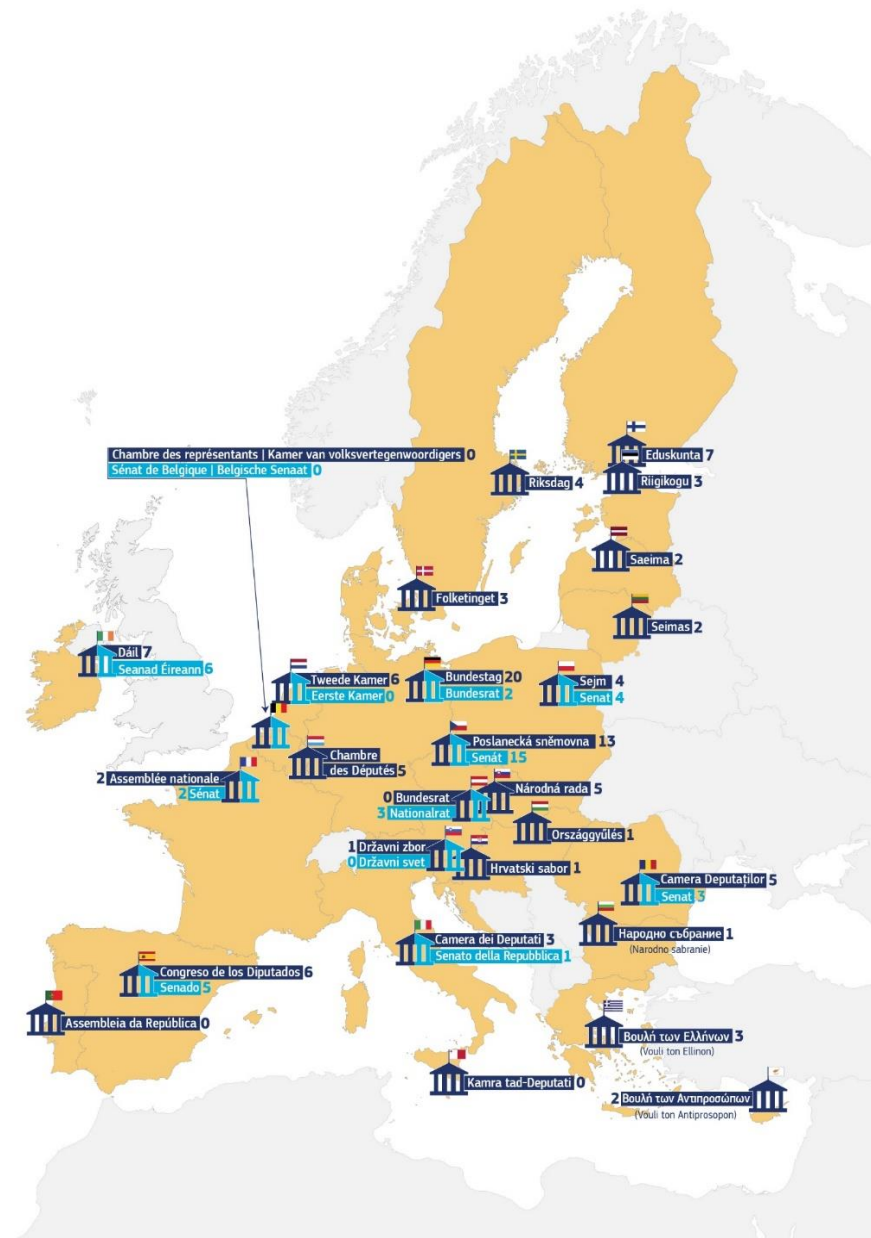 Chambre des représentants | Kamer van volksvertegenwoordigers 0
Sénat de Belgique | Belgische Senaat 0
Eduskunta 7
Riksdag 4
Riigikogu 3
Saeima 2
Folketinget 3
Seimas 2
Dáil 7
Seanad Éireann 6
Tweede Kamer 6
Eerste Kamer 0
Bundestag 20
Bundesrat 2
Sejm 4
Senat 4
Poslanecká sněmovna 13
Senát 15
Chambre
des Députés 5
2 Assemblée nationale
2 Sénat
0 Bundesrat
3 Nationalrat
Národná rada 5
Országgyűlés 1
1 Državni zbor
0 Državni svet
Hrvatski sabor 1
Camera Deputaților 5
Senat 3
Народно събрание 1
(Narodno sabranie)
Camera dei Deputati 3
Senato della Repubblica 1
Congreso de los Diputados 6
Senado 5
Assembleia da República 0
Βουλή των Ελλήνων 3
(Vouli ton Ellinon)
Kamra tad-Deputati 0
2 Βουλή των Αντιπροσώπων
(Vouli ton Antiprosopon)